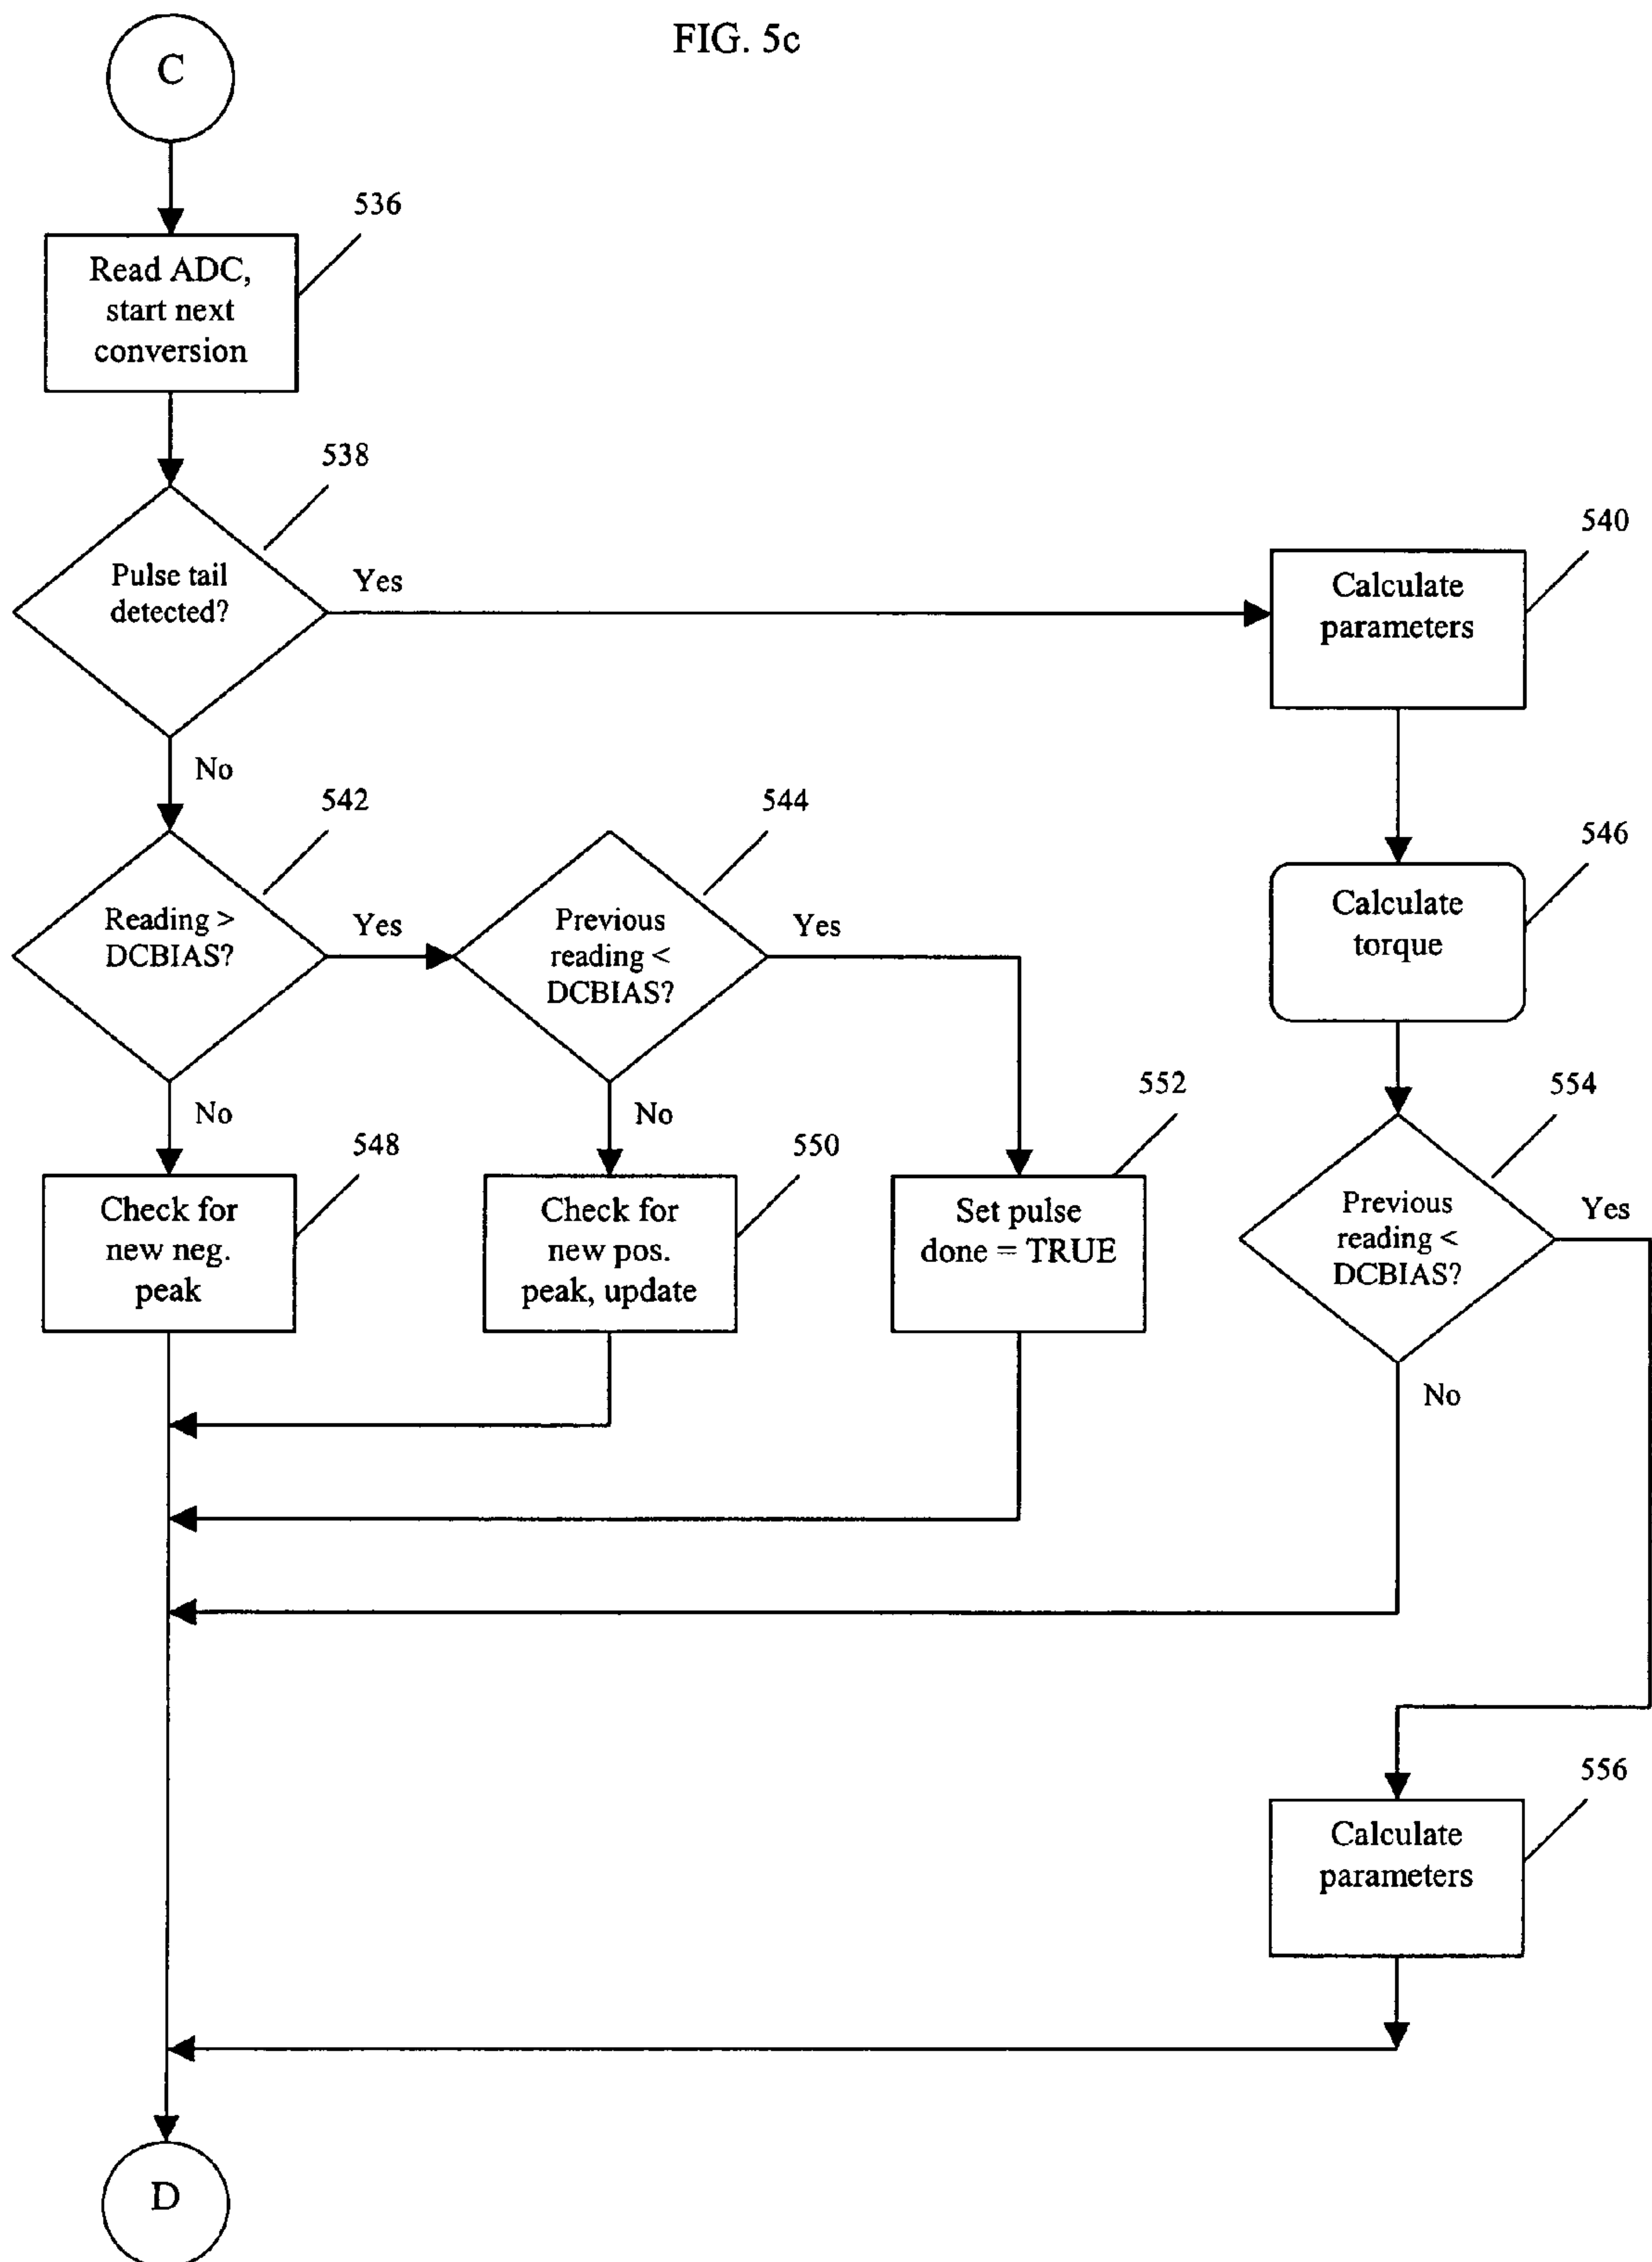 FIG. 5c
C
536
Read ADC,
start next
conversion
538
Pulse tail
detected?
Yes
No
540
Calculate
parameters
542
Reading >
DCBIAS?
Yes
No
544
Previous
reading <
DCBIAS?
Yes
No
546
Calculate
torque
548
Check for
new neg.
peak
550
Check for
new pos.
peak, update
552
Set pulse
done = TRUE
554
Previous
reading <
DCBIAS?
Yes
No
556
Calculate
parameters
D